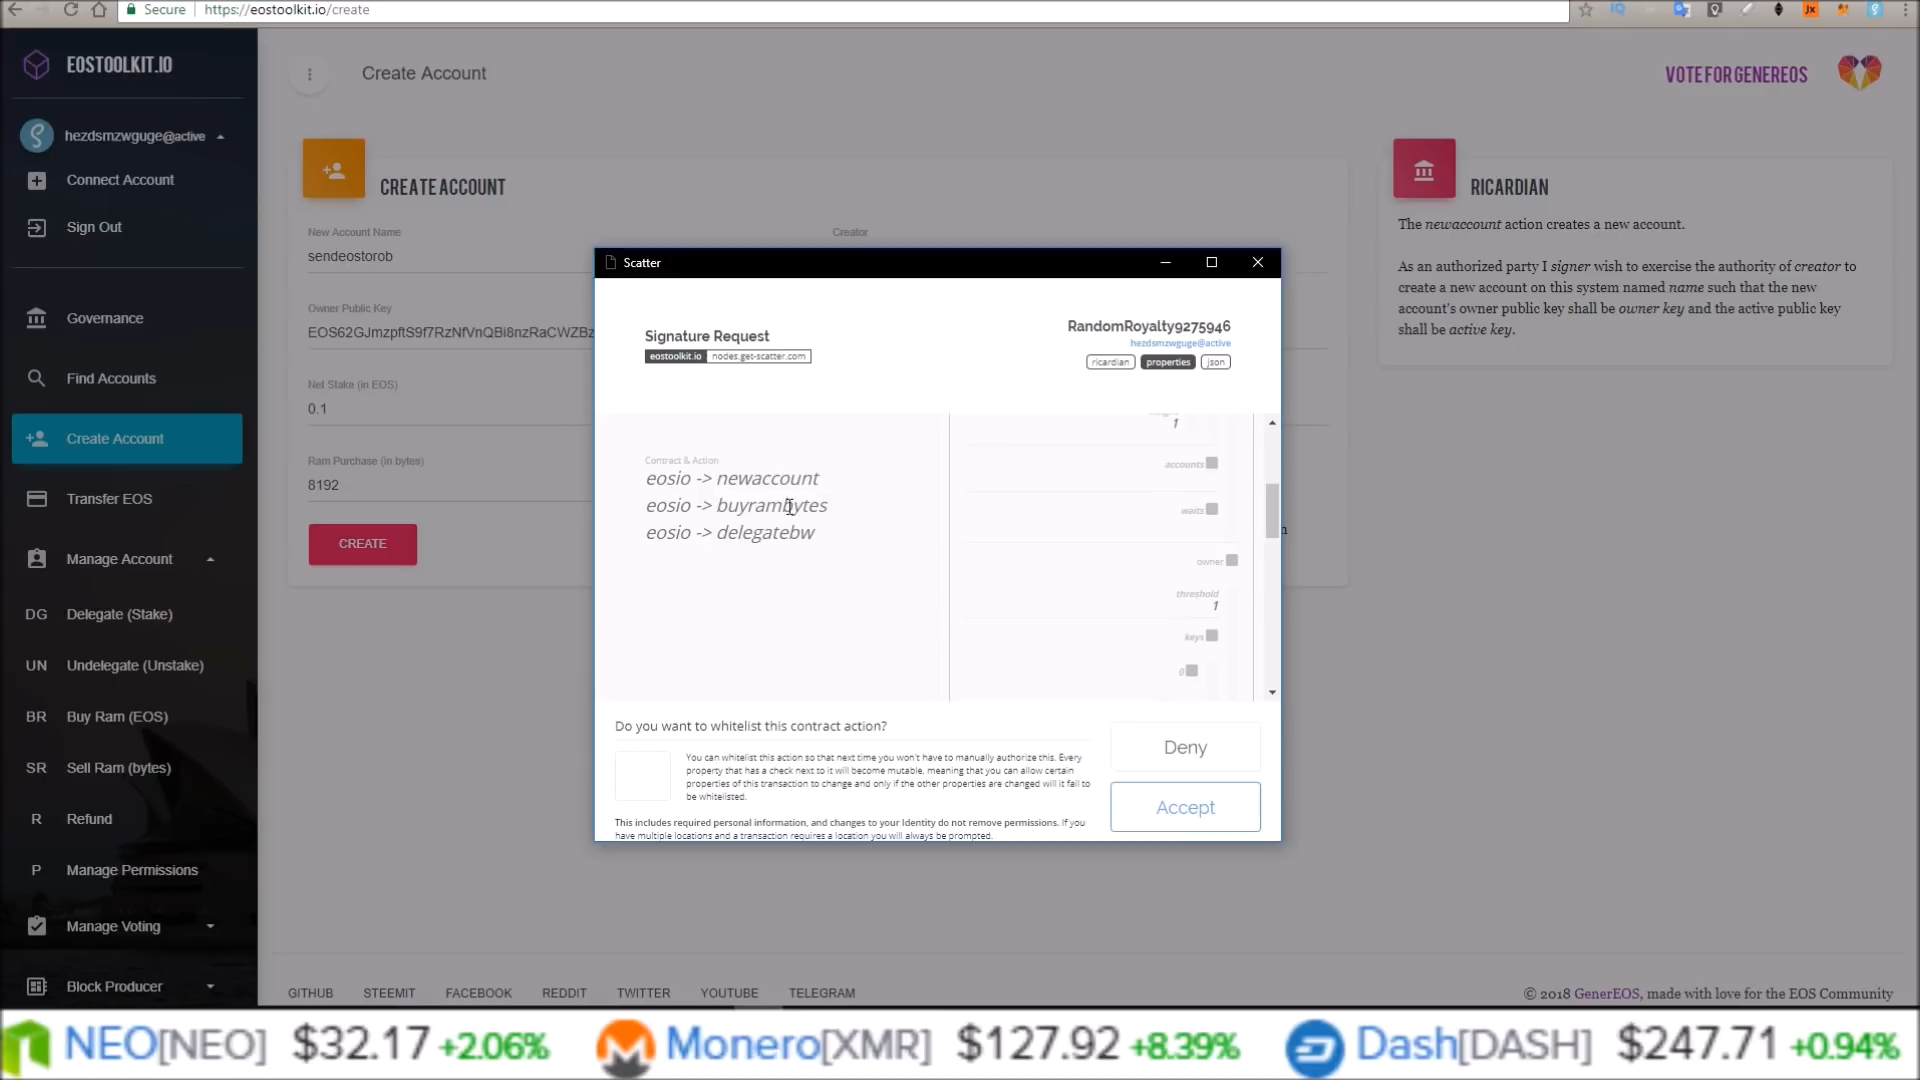 Secure
https://eostoolkit.io/create
EOSTOOLKIT.IO
hezdsmzwguge@active
Connect Account
Sign Out
Governance
Find Accounts
Create Account
Transfer EOS
Manage Account
DG Delegate (Stake)
UN Undelegate (Unstake)
BR Buy Ram (EOS)
SR Sell Ram (bytes)
R Refund
P Manage Permissions
Manage Voting
Block Producer
Create Account
VOTE FOR GENEREOS
CREATE ACCOUNT
New Account Name
sendeostorob
Creator
Owner Public Key
EOS62GJmzpftS9f7RzNfVnQBi8nzRaCWZBz
Net Stake (in EOS)
0.1
Ram Purchase (in bytes)
8192
CREATE
RICARDIAN
The newaccount action creates a new account.
As an authorized party I signer wish to exercise the authority of creator to
create a new account on this system named name such that the new
account's owner public key shall be owner key and the active public key
shall be active key.
Scatter
Signature Request
eostoolkit.io nodes.get-scatter.com
RandomRoyalty9275946
hezdsmzwguge@active
ricardian properties json
Contract & Action
eosio -> newaccount
eosio -> buyrambytes
eosio -> delegatebw
1
accounts
waits
owner
threshold
1
keys
0
Do you want to whitelist this contract action?
You can whitelist this action so that next time you won't have to manually authorize this. Every
property that has a check next to it will become mutable, meaning that you can allow certain
properties of this transaction to change and only if the other properties are changed will it fail to
be whitelisted.
This includes required personal information, and changes to your Identity do not remove permissions. If you
have multiple locations and a transaction requires a location you will always be prompted.
Deny
Accept
GITHUB STEEMIT FACEBOOK REDDIT TWITTER YOUTUBE TELEGRAM
© 2018 GenerEOS, made with love for the EOS Community
NEO[NEO] $32.17 +2.06% Monero[XMR] $127.92 +8.39% Dash[DASH] $247.71 +0.94%